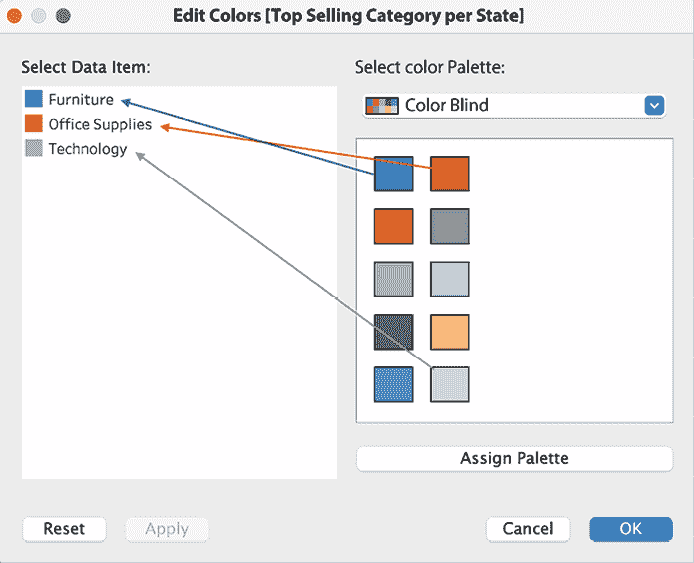 Edit Colors [Top Selling Category per State]
Select Data Item:
Furniture
Office Supplies
Technology
Select color Palette:
Color Blind
Assign Palette
Reset
Apply
Cancel
OK